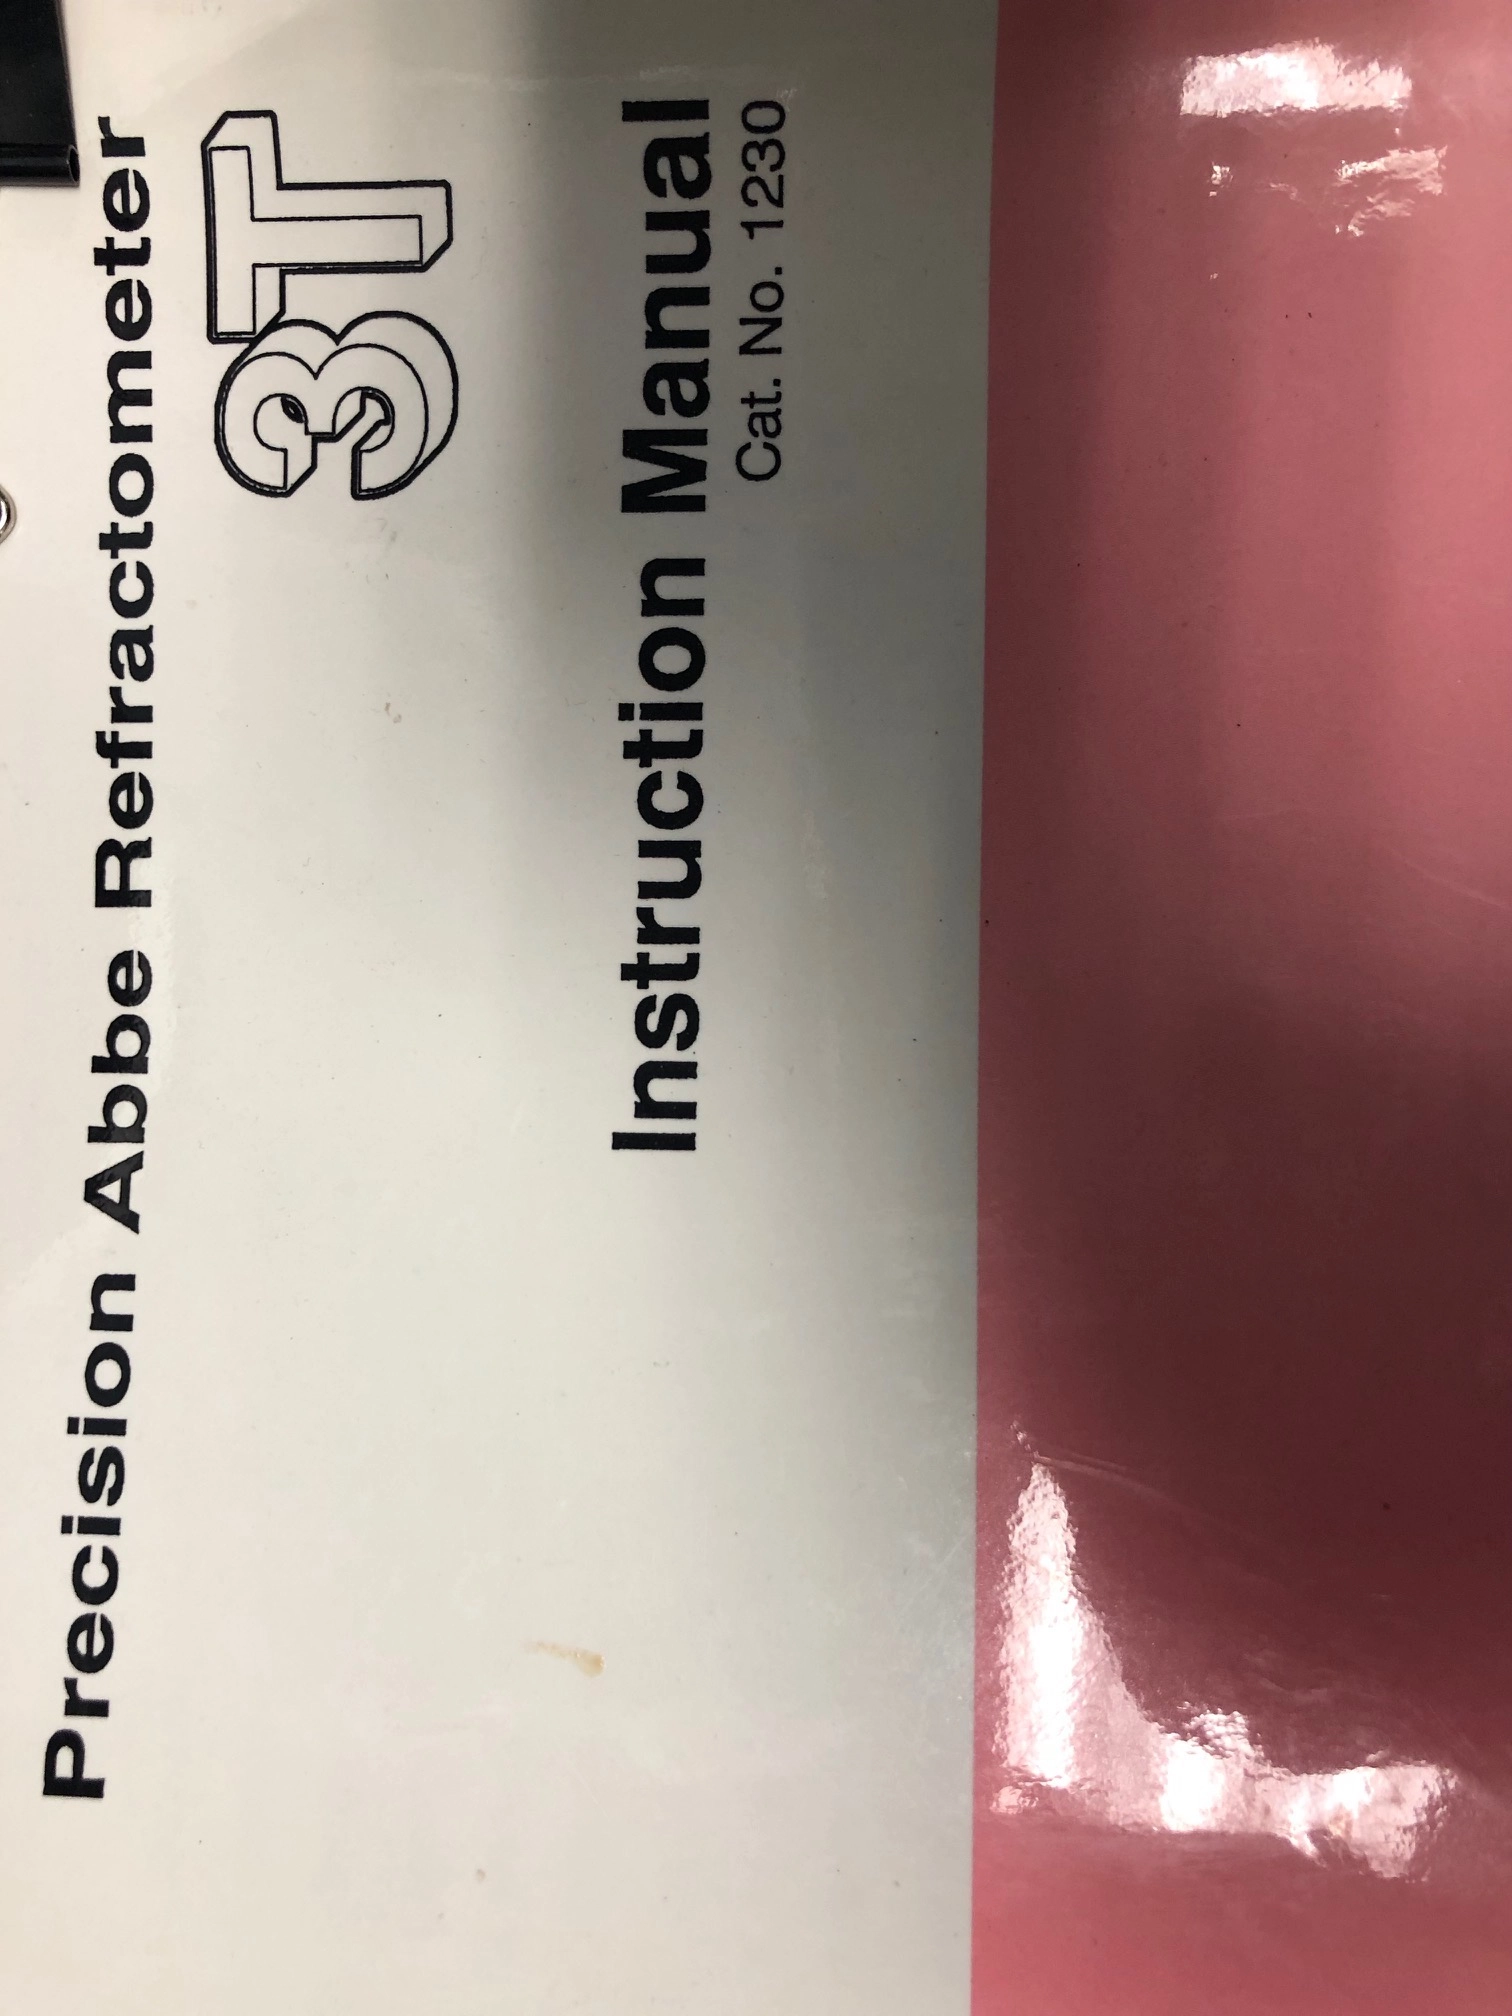 Precision Abbe Refractometer
3T
Instruction Manual
Cat. No. 1230